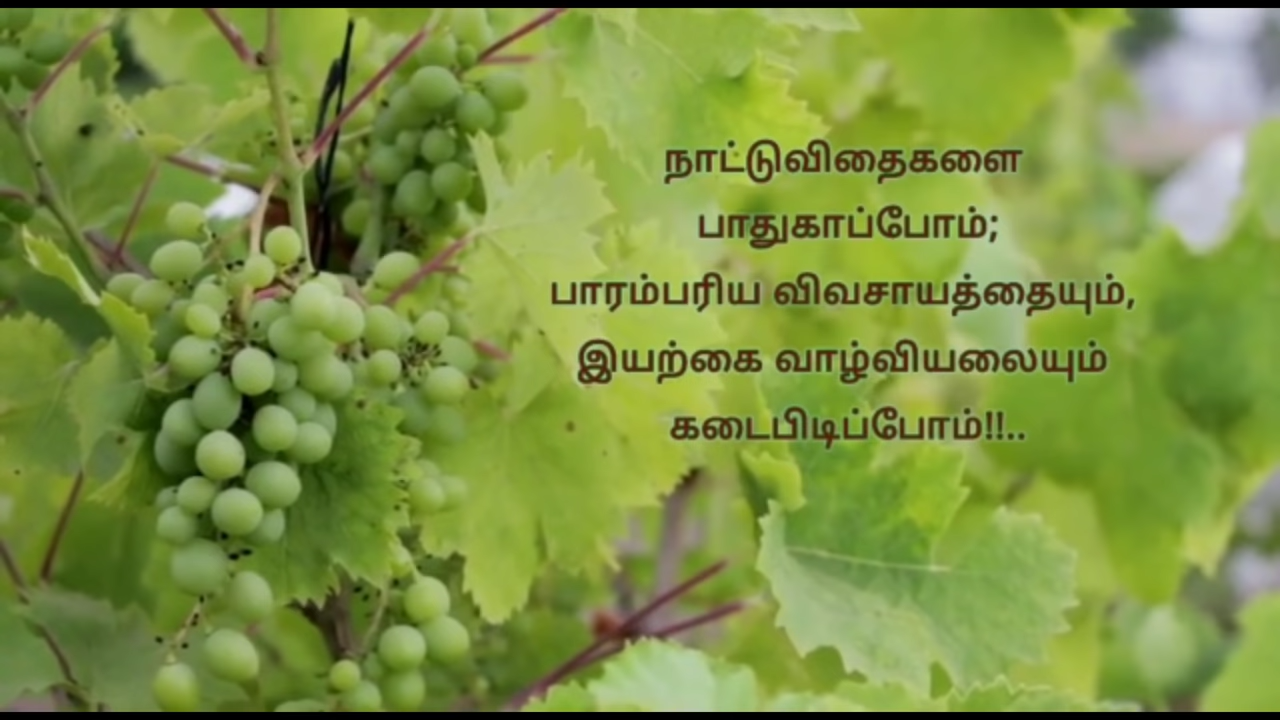 நாட்டுவிதைகளை
பாதுகாப்போம்;
பாரம்பரிய விவசாயத்தையும்,
இயற்கை வாழ்வியலையும்
கடைபிடிப்போம்!!..